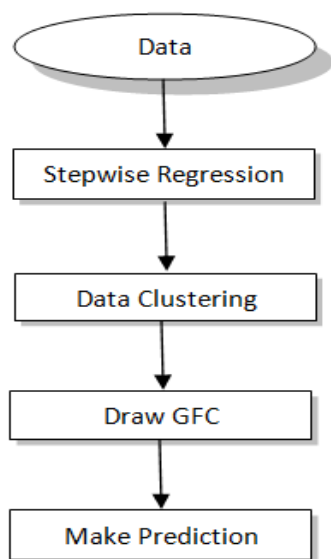 Data
Stepwise Regression
Data Clustering
Draw GFC
Make Prediction